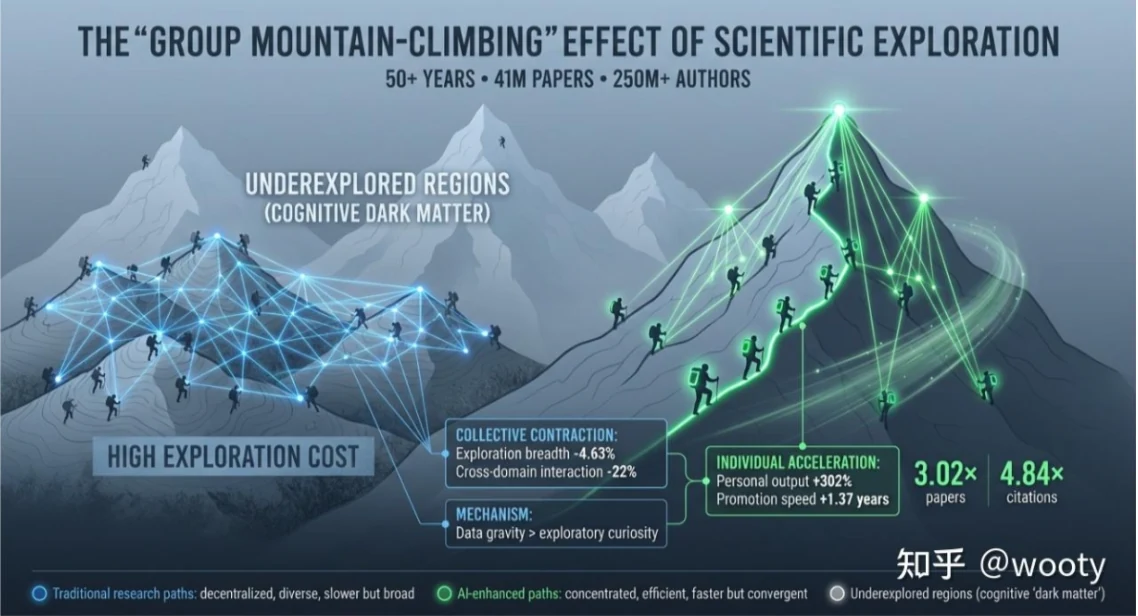 THE “GROUP MOUNTAIN-CLIMBING” EFFECT OF SCIENTIFIC EXPLORATION
50+ YEARS • 41M PAPERS • 250M+ AUTHORS
UNDEREXPLORED REGIONS
(COGNITIVE DARK MATTER)
HIGH EXPLORATION COST
COLLECTIVE CONTRACTION:
Exploration breadth -4.63%
Cross-domain interaction -22%
MECHANISM:
Data gravity > exploratory curiosity
INDIVIDUAL ACCELERATION:
Personal output +302%
Promotion speed +1.37 years
3.02×
papers
4.84×
citations
知乎 @wooty
Traditional research paths: decentralized, diverse, slower but broad
AI-enhanced paths: concentrated, efficient, faster but convergent
Underexplored regions (cognitive 'dark matter')